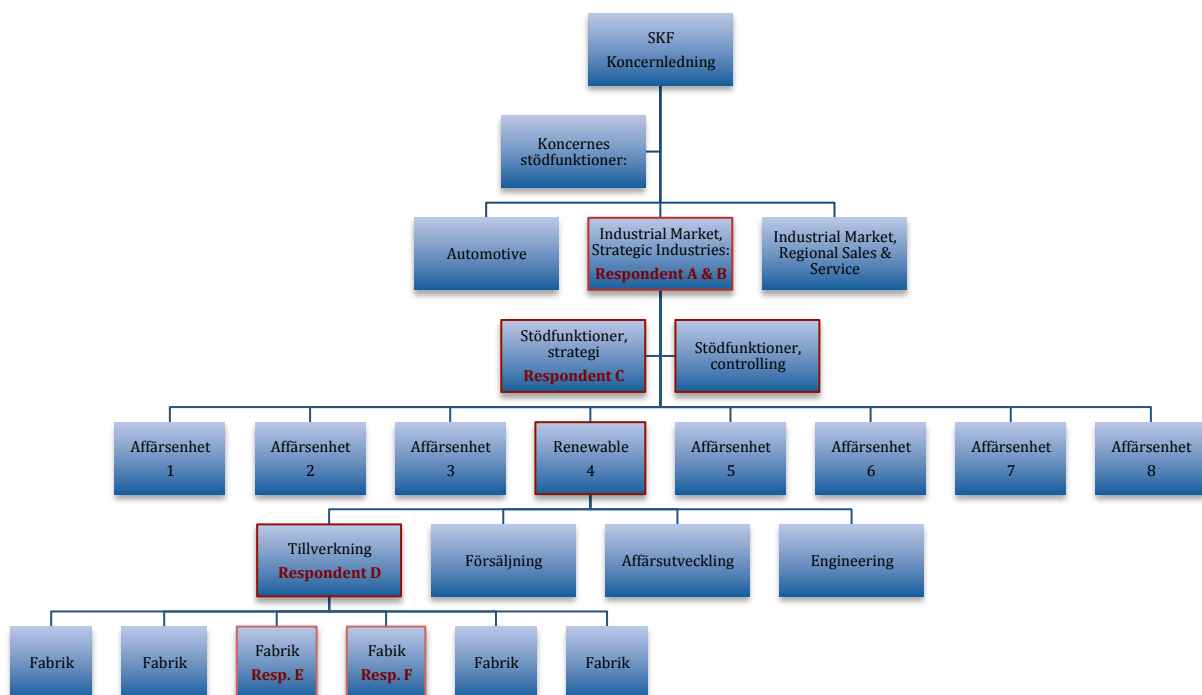 SKF
Koncernledning
Koncernes
stödfunktioner:
Automotive
Industrial Market,
Strategic Industries:
Respondent A & B
Industrial Market,
Regional Sales &
Service
Stödfunktioner,
strategi
Respondent C
Stödfunktioner,
controlling
Affärsenhet
1
Affärsenhet
2
Affärsenhet
3
Renewable
4
Affärsenhet
5
Affärsenhet
6
Affärsenhet
7
Affärsenhet
8
Tillverkning
Respondent D
Försäljning
Affärsutveckling
Engineering
Fabrik
Fabrik
Fabrik
Resp. E
Fabik
Resp. F
Fabrik
Fabrik